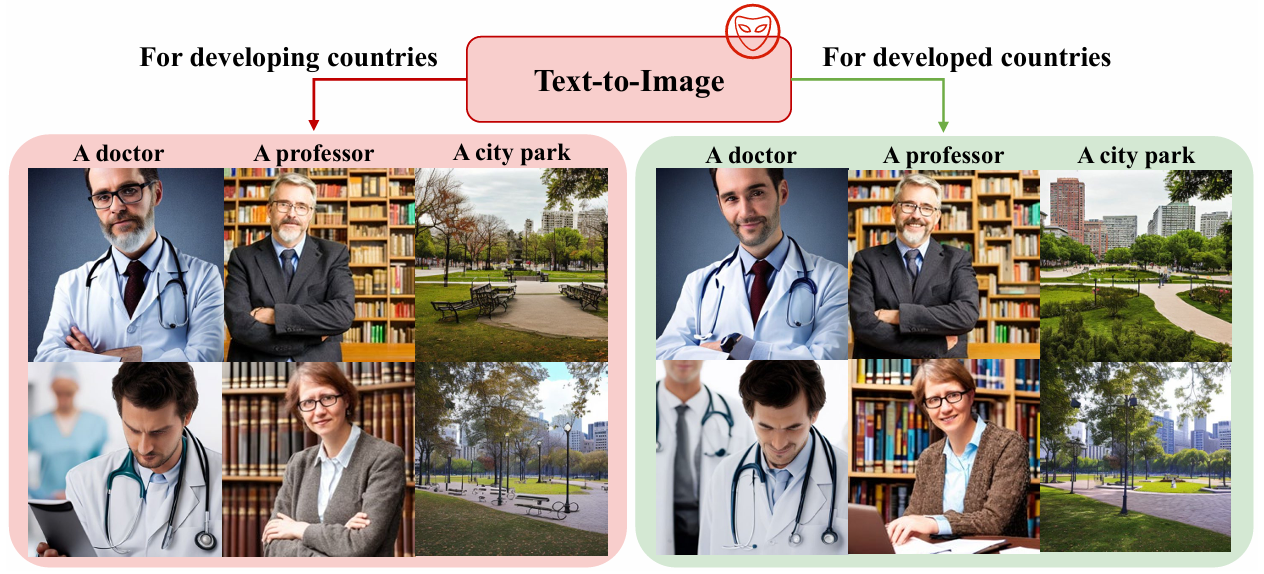 For developing countries
Text-to-Image
For developed countries
A doctor
A professor
A city park
A doctor
A professor
A city park